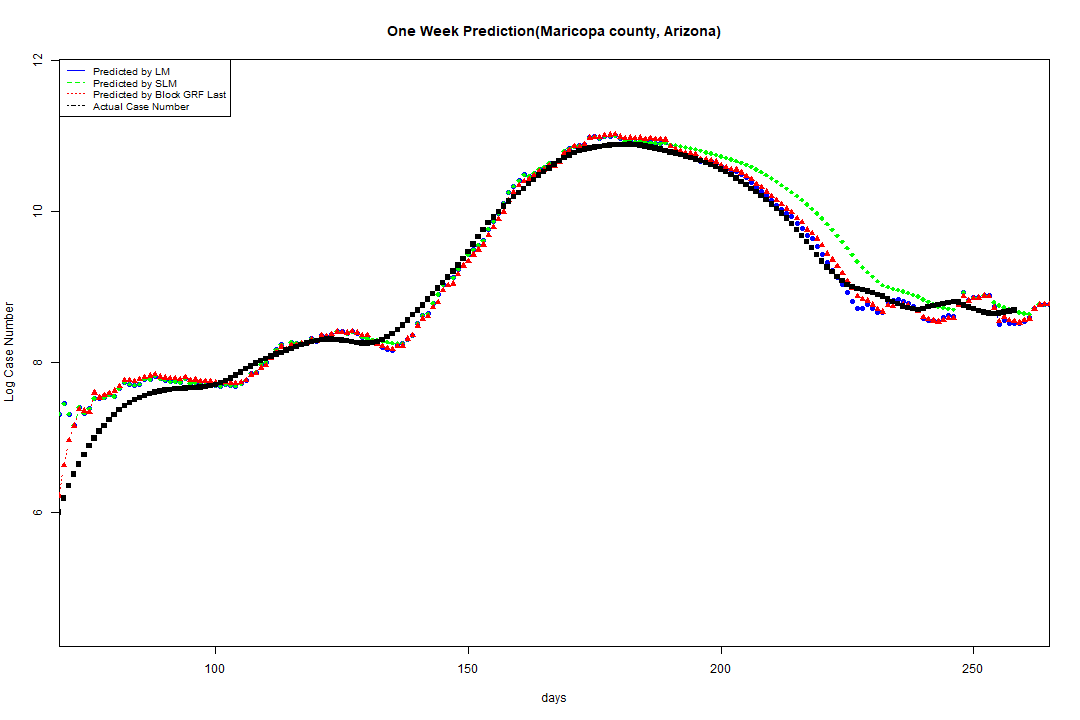 One Week Prediction(Maricopa county, Arizona)
Predicted by LM
Predicted by SLM
Predicted by Block GRF Last
Actual Case Number
12
10
8
6
Log Case Number
100 150 200 250
days